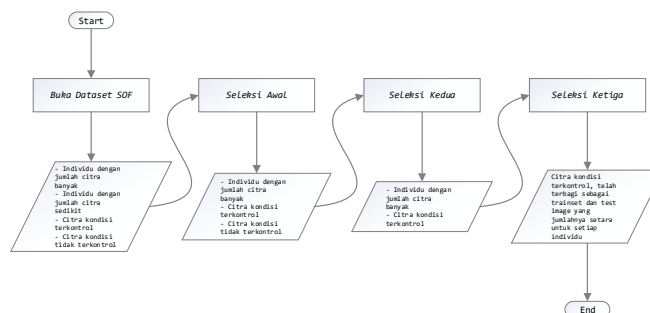 Start
Buka Dataset SOF
- Individu dengan
jumlah citra
banyak
- Individu dengan
jumlah citra
sedikit
- Citra kondisi
terkontrol
- Citra kondisi
tidak terkontrol
Seleksi Awal
- Individu dengan
jumlah citra
banyak
- Citra kondisi
terkontrol
- Citra kondisi
tidak terkontrol
Seleksi Kedua
- Individu dengan
jumlah citra
banyak
- Citra kondisi
terkontrol
Seleksi Ketiga
Citra kondisi
terkontrol, telah
terbagi sebagai
trainset dan test
image yang
jumlahnya setara
untuk setiap
individu
End